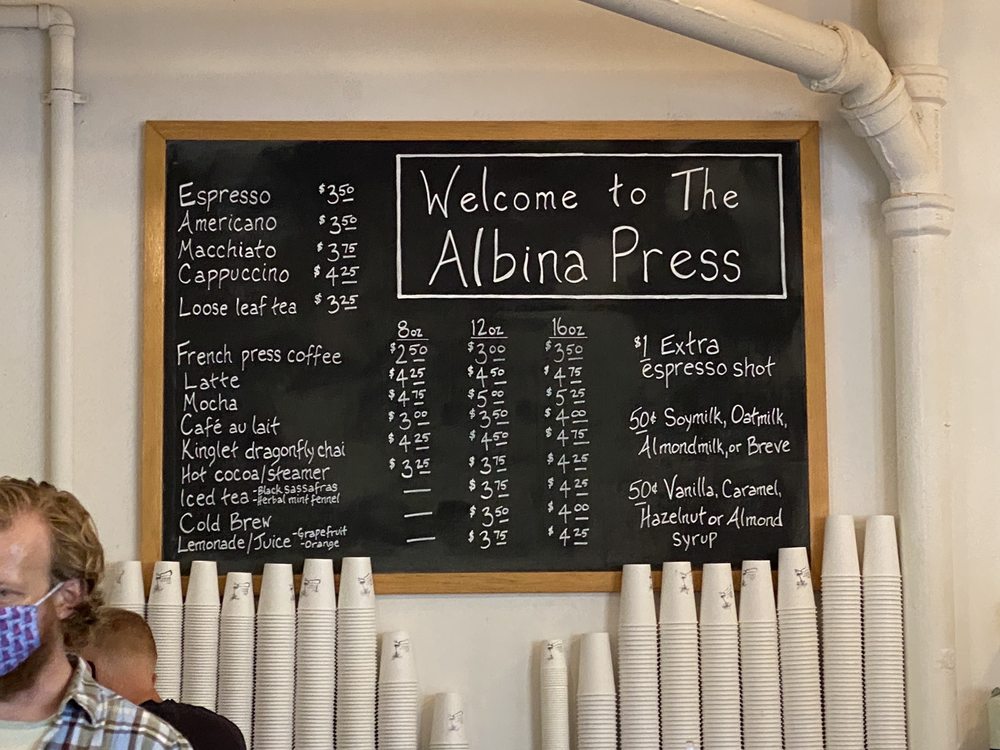 Welcome to The
Albina Press
Espresso $3.50
Americano $3.50
Macchiato $3.75
Cappuccino $4.25
Loose leaf tea $3.25
8oz 12oz 16oz
French press coffee $2.50 $3.00 $3.50
Latte $4.25 $4.50 $4.75
Mocha $4.75 $5.00 $5.25
Café au lait $3.00 $3.50 $4.00
Kinglet dragonfly chai $4.25 $4.50 $4.75
Hot cocoa/steamer $3.25 $3.75 $4.25
Iced tea -Black sassafras -Herbal mint fennel — $3.75 $4.25
Cold Brew — $3.50 $4.00
Lemonade/Juice -Grapefruit -Orange — $3.75 $4.25
$1 Extra
espresso shot
50¢ Soymilk, Oatmilk,
Almondmilk, or Breve
50¢ Vanilla, Caramel,
Hazelnut or Almond
syrup